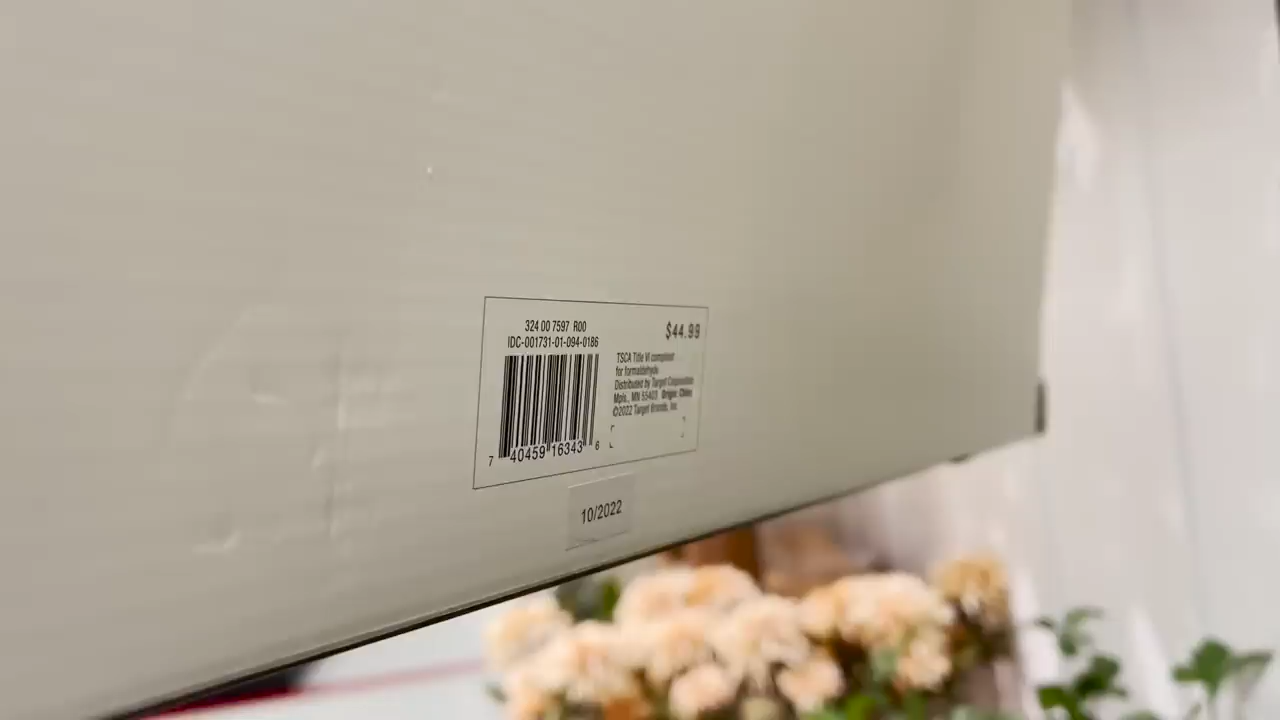 324 00 7597 R00
IDC-001731-01-094-0186
7 40459 16343 6
$44.99
TSCA Title VI compliant
for formaldehyde
Distributed by Target Corporation
Mpls., MN 55403 Origin: China
©2022 Target Brands, Inc.
10/2022